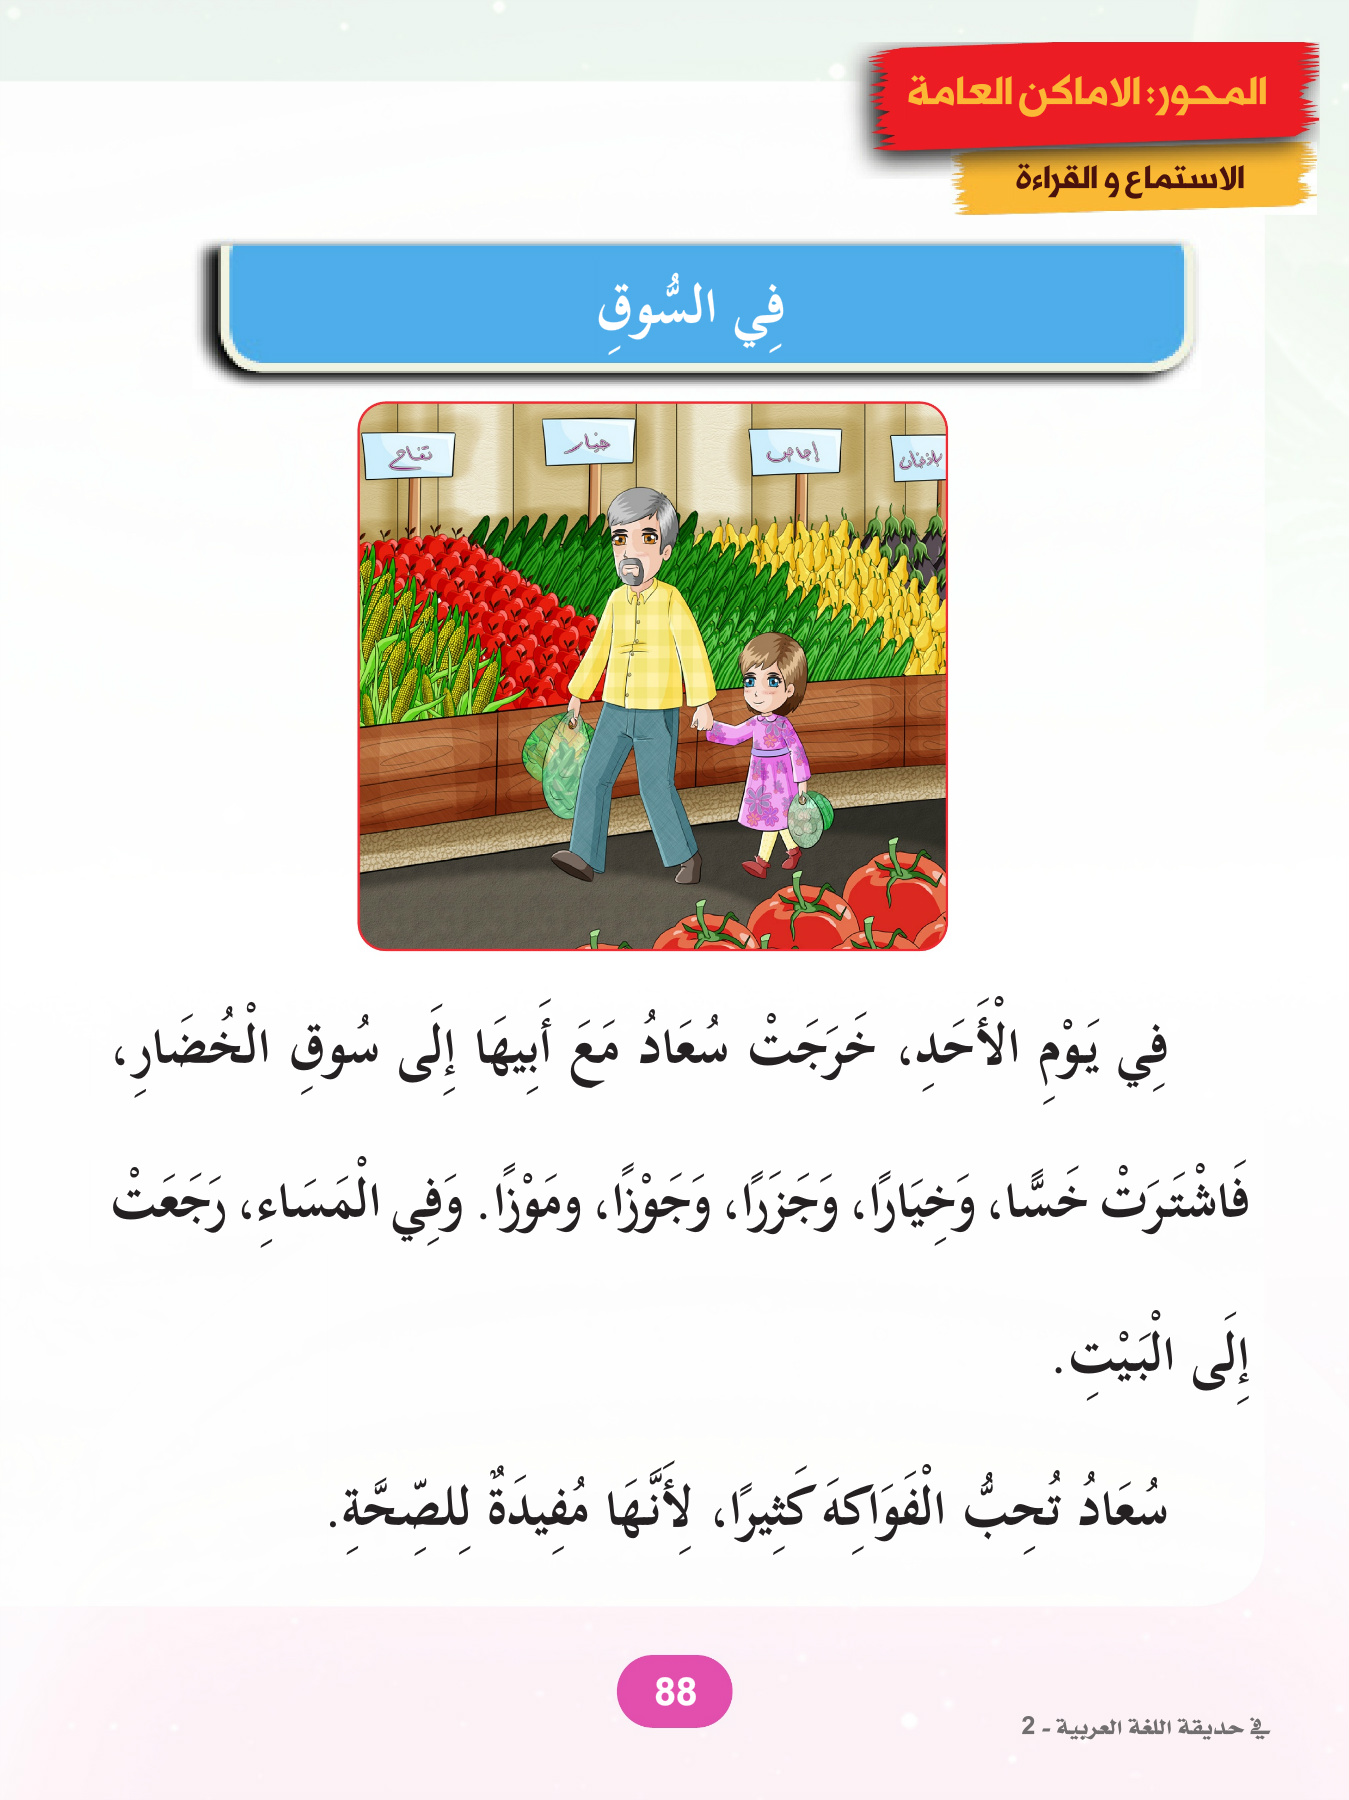 المحور: الاماكن العامة
الاستماع و القراءة
فِي السُّوقِ
تفاح
خيار
إجاص
باذنجان
فِي يَوْمِ الْأَحَدِ، خَرَجَتْ سُعَادُ مَعَ أَبِيهَا إِلَى سُوقِ الْخُضَارِ،
فَاشْتَرَتْ خَسًّا، وَخِيَارًا، وَجَزَرًا، وَجَوْزًا، ومَوْزًا. وَفِي الْمَسَاءِ، رَجَعَتْ
إِلَى الْبَيْتِ.
سُعَادُ تُحِبُّ الْفَوَاكِهَ كَثِيرًا، لِأَنَّهَا مُفِيدَةٌ لِلصِّحَّةِ.
88
في حديقة اللغة العربية - 2